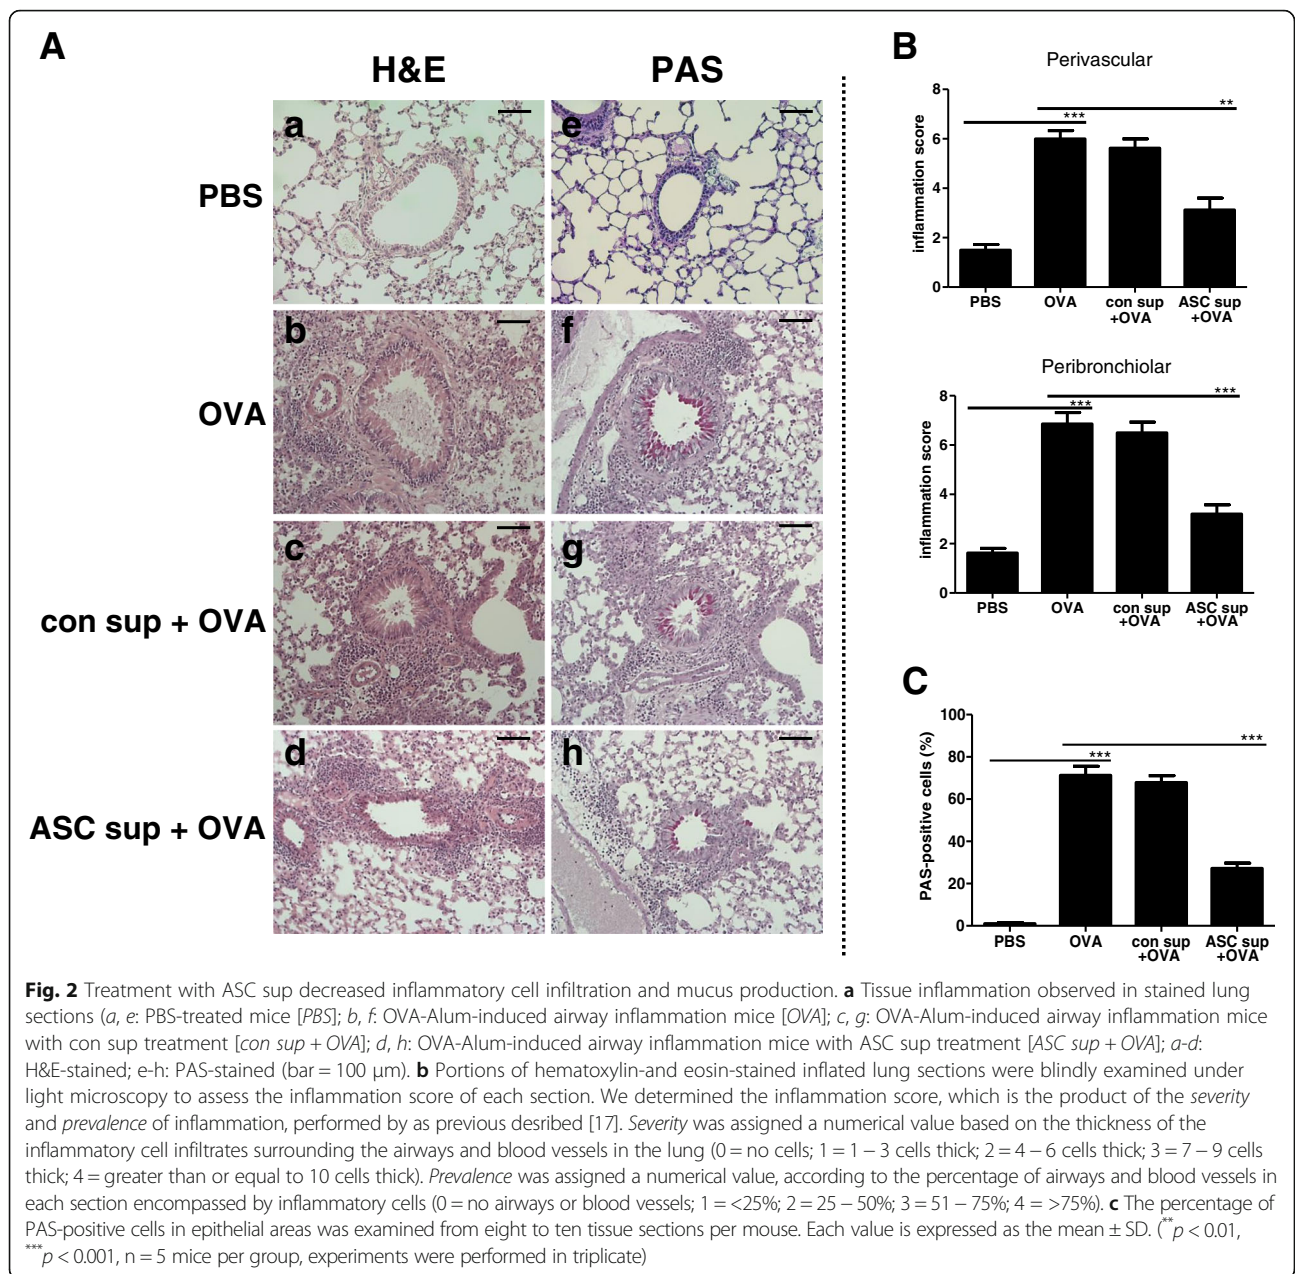 A
H&E
PAS
PBS
a
e
OVA
b
f
con sup + OVA
c
g
ASC sup + OVA
d
h
B
Perivascular
inflammation score
8
6
4
2
0
***
**
PBS
OVA
con sup
+OVA
ASC sup
+OVA
Peribronchiolar
inflammation score
8
6
4
2
0
***
***
PBS
OVA
con sup
+OVA
ASC sup
+OVA
C
PAS-positive cells (%)
100
80
60
40
20
0
***
***
PBS
OVA
con sup
+OVA
ASC sup
+OVA
Fig. 2 Treatment with ASC sup decreased inflammatory cell infiltration and mucus production. a Tissue inflammation observed in stained lung
sections (a, e: PBS-treated mice [PBS]; b, f: OVA-Alum-induced airway inflammation mice [OVA]; c, g: OVA-Alum-induced airway inflammation mice
with con sup treatment [con sup + OVA]; d, h: OVA-Alum-induced airway inflammation mice with ASC sup treatment [ASC sup + OVA]; a-d:
H&E-stained; e-h: PAS-stained (bar = 100 μm). b Portions of hematoxylin-and eosin-stained inflated lung sections were blindly examined under
light microscopy to assess the inflammation score of each section. We determined the inflammation score, which is the product of the severity
and prevalence of inflammation, performed by as previous desribed [17]. Severity was assigned a numerical value based on the thickness of the
inflammatory cell infiltrates surrounding the airways and blood vessels in the lung (0 = no cells; 1 = 1 – 3 cells thick; 2 = 4 – 6 cells thick; 3 = 7 – 9 cells
thick; 4 = greater than or equal to 10 cells thick). Prevalence was assigned a numerical value, according to the percentage of airways and blood vessels in
each section encompassed by inflammatory cells (0 = no airways or blood vessels; 1 = <25%; 2 = 25 – 50%; 3 = 51 – 75%; 4 = >75%). c The percentage of
PAS-positive cells in epithelial areas was examined from eight to ten tissue sections per mouse. Each value is expressed as the mean ± SD. (**p < 0.01,
***p < 0.001, n = 5 mice per group, experiments were performed in triplicate)